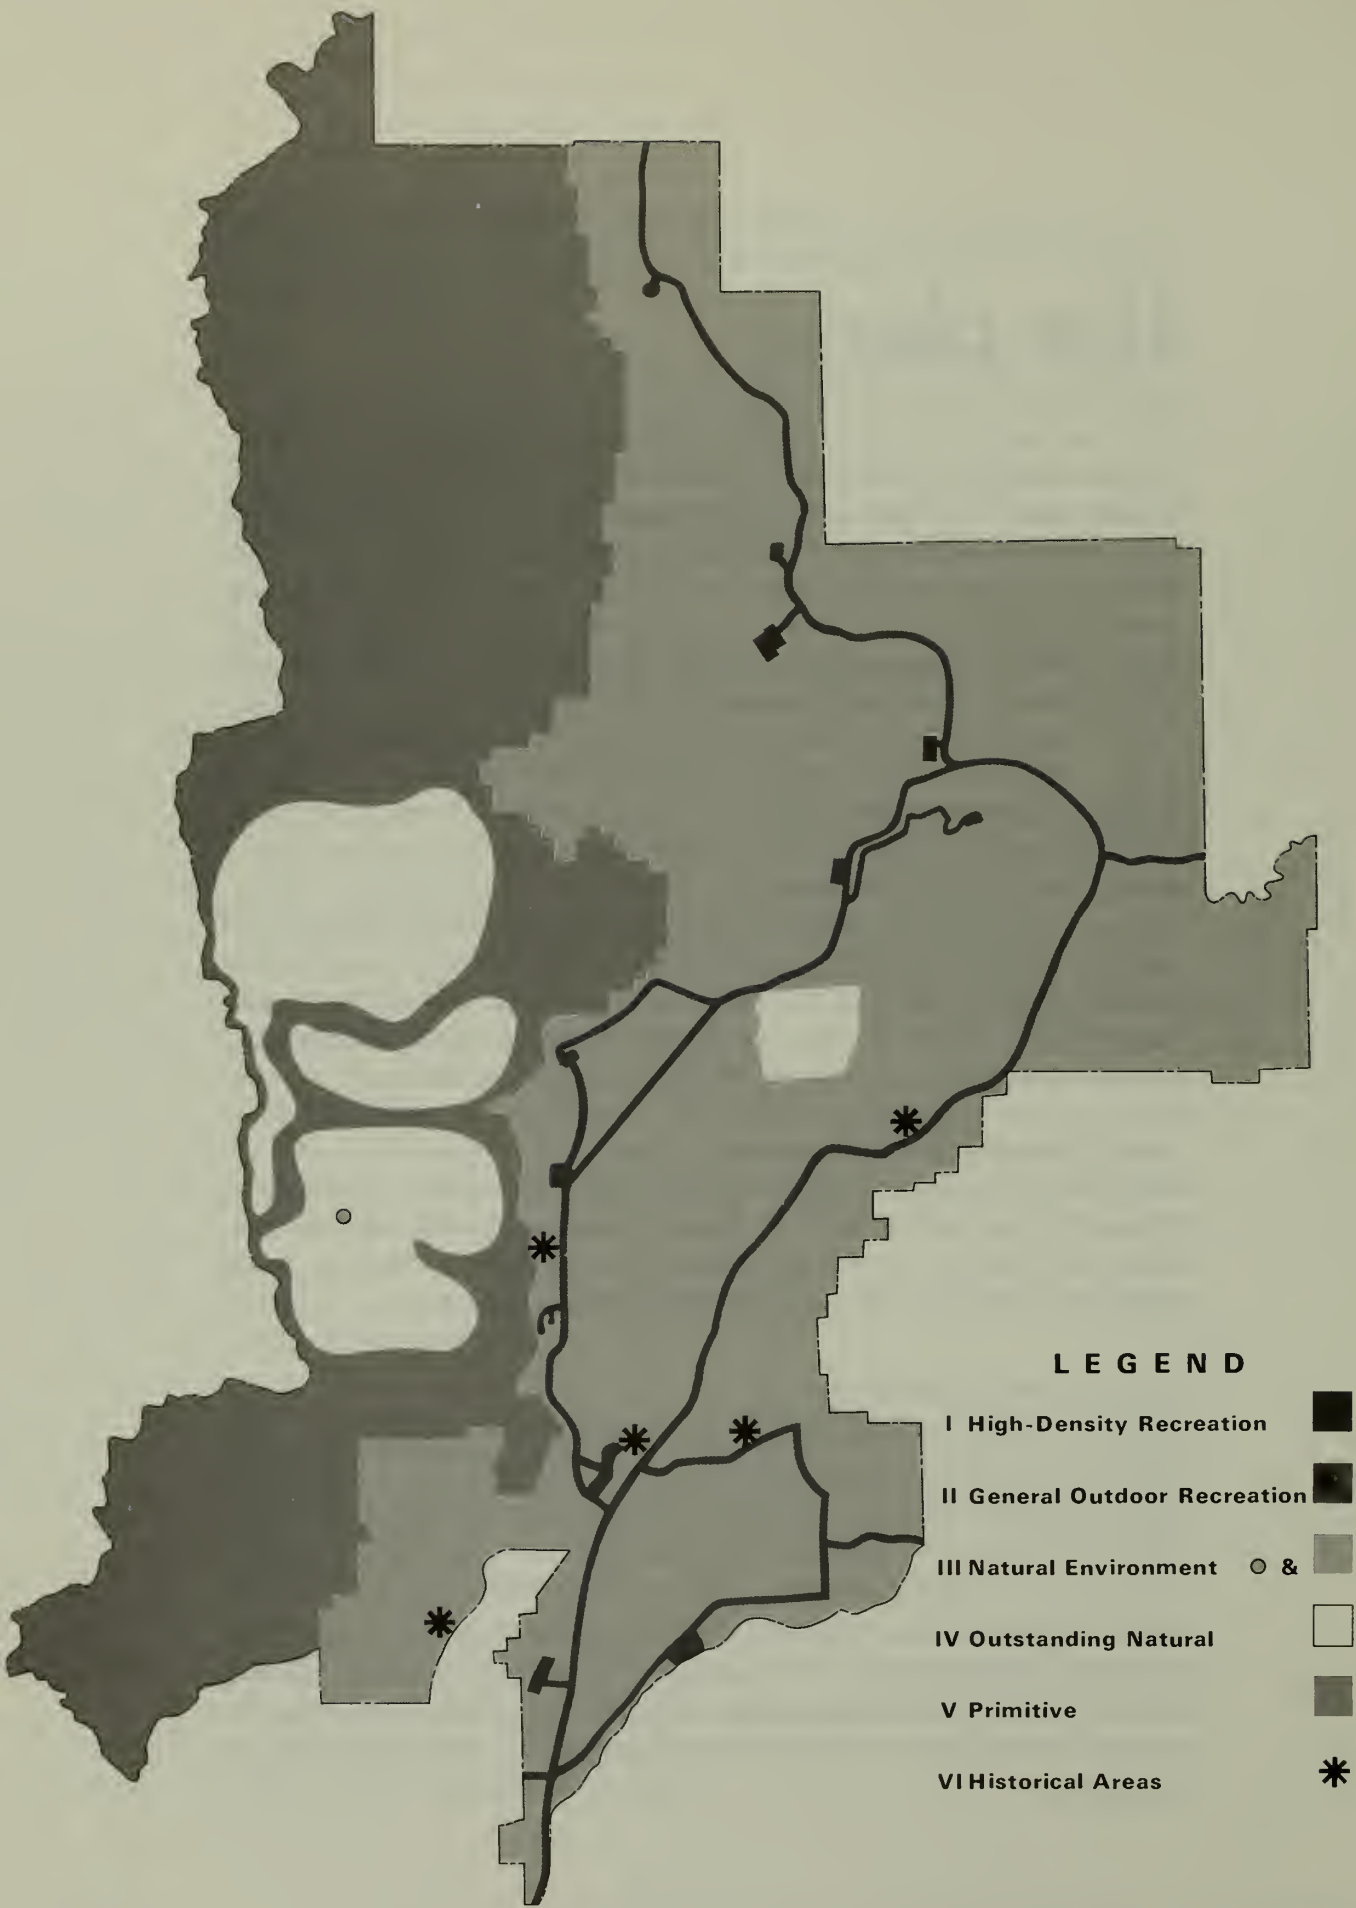 LEGEND
I High-Density Recreation
II General Outdoor Recreation
III Natural Environment &
IV Outstanding Natural
V Primitive
VI Historical Areas